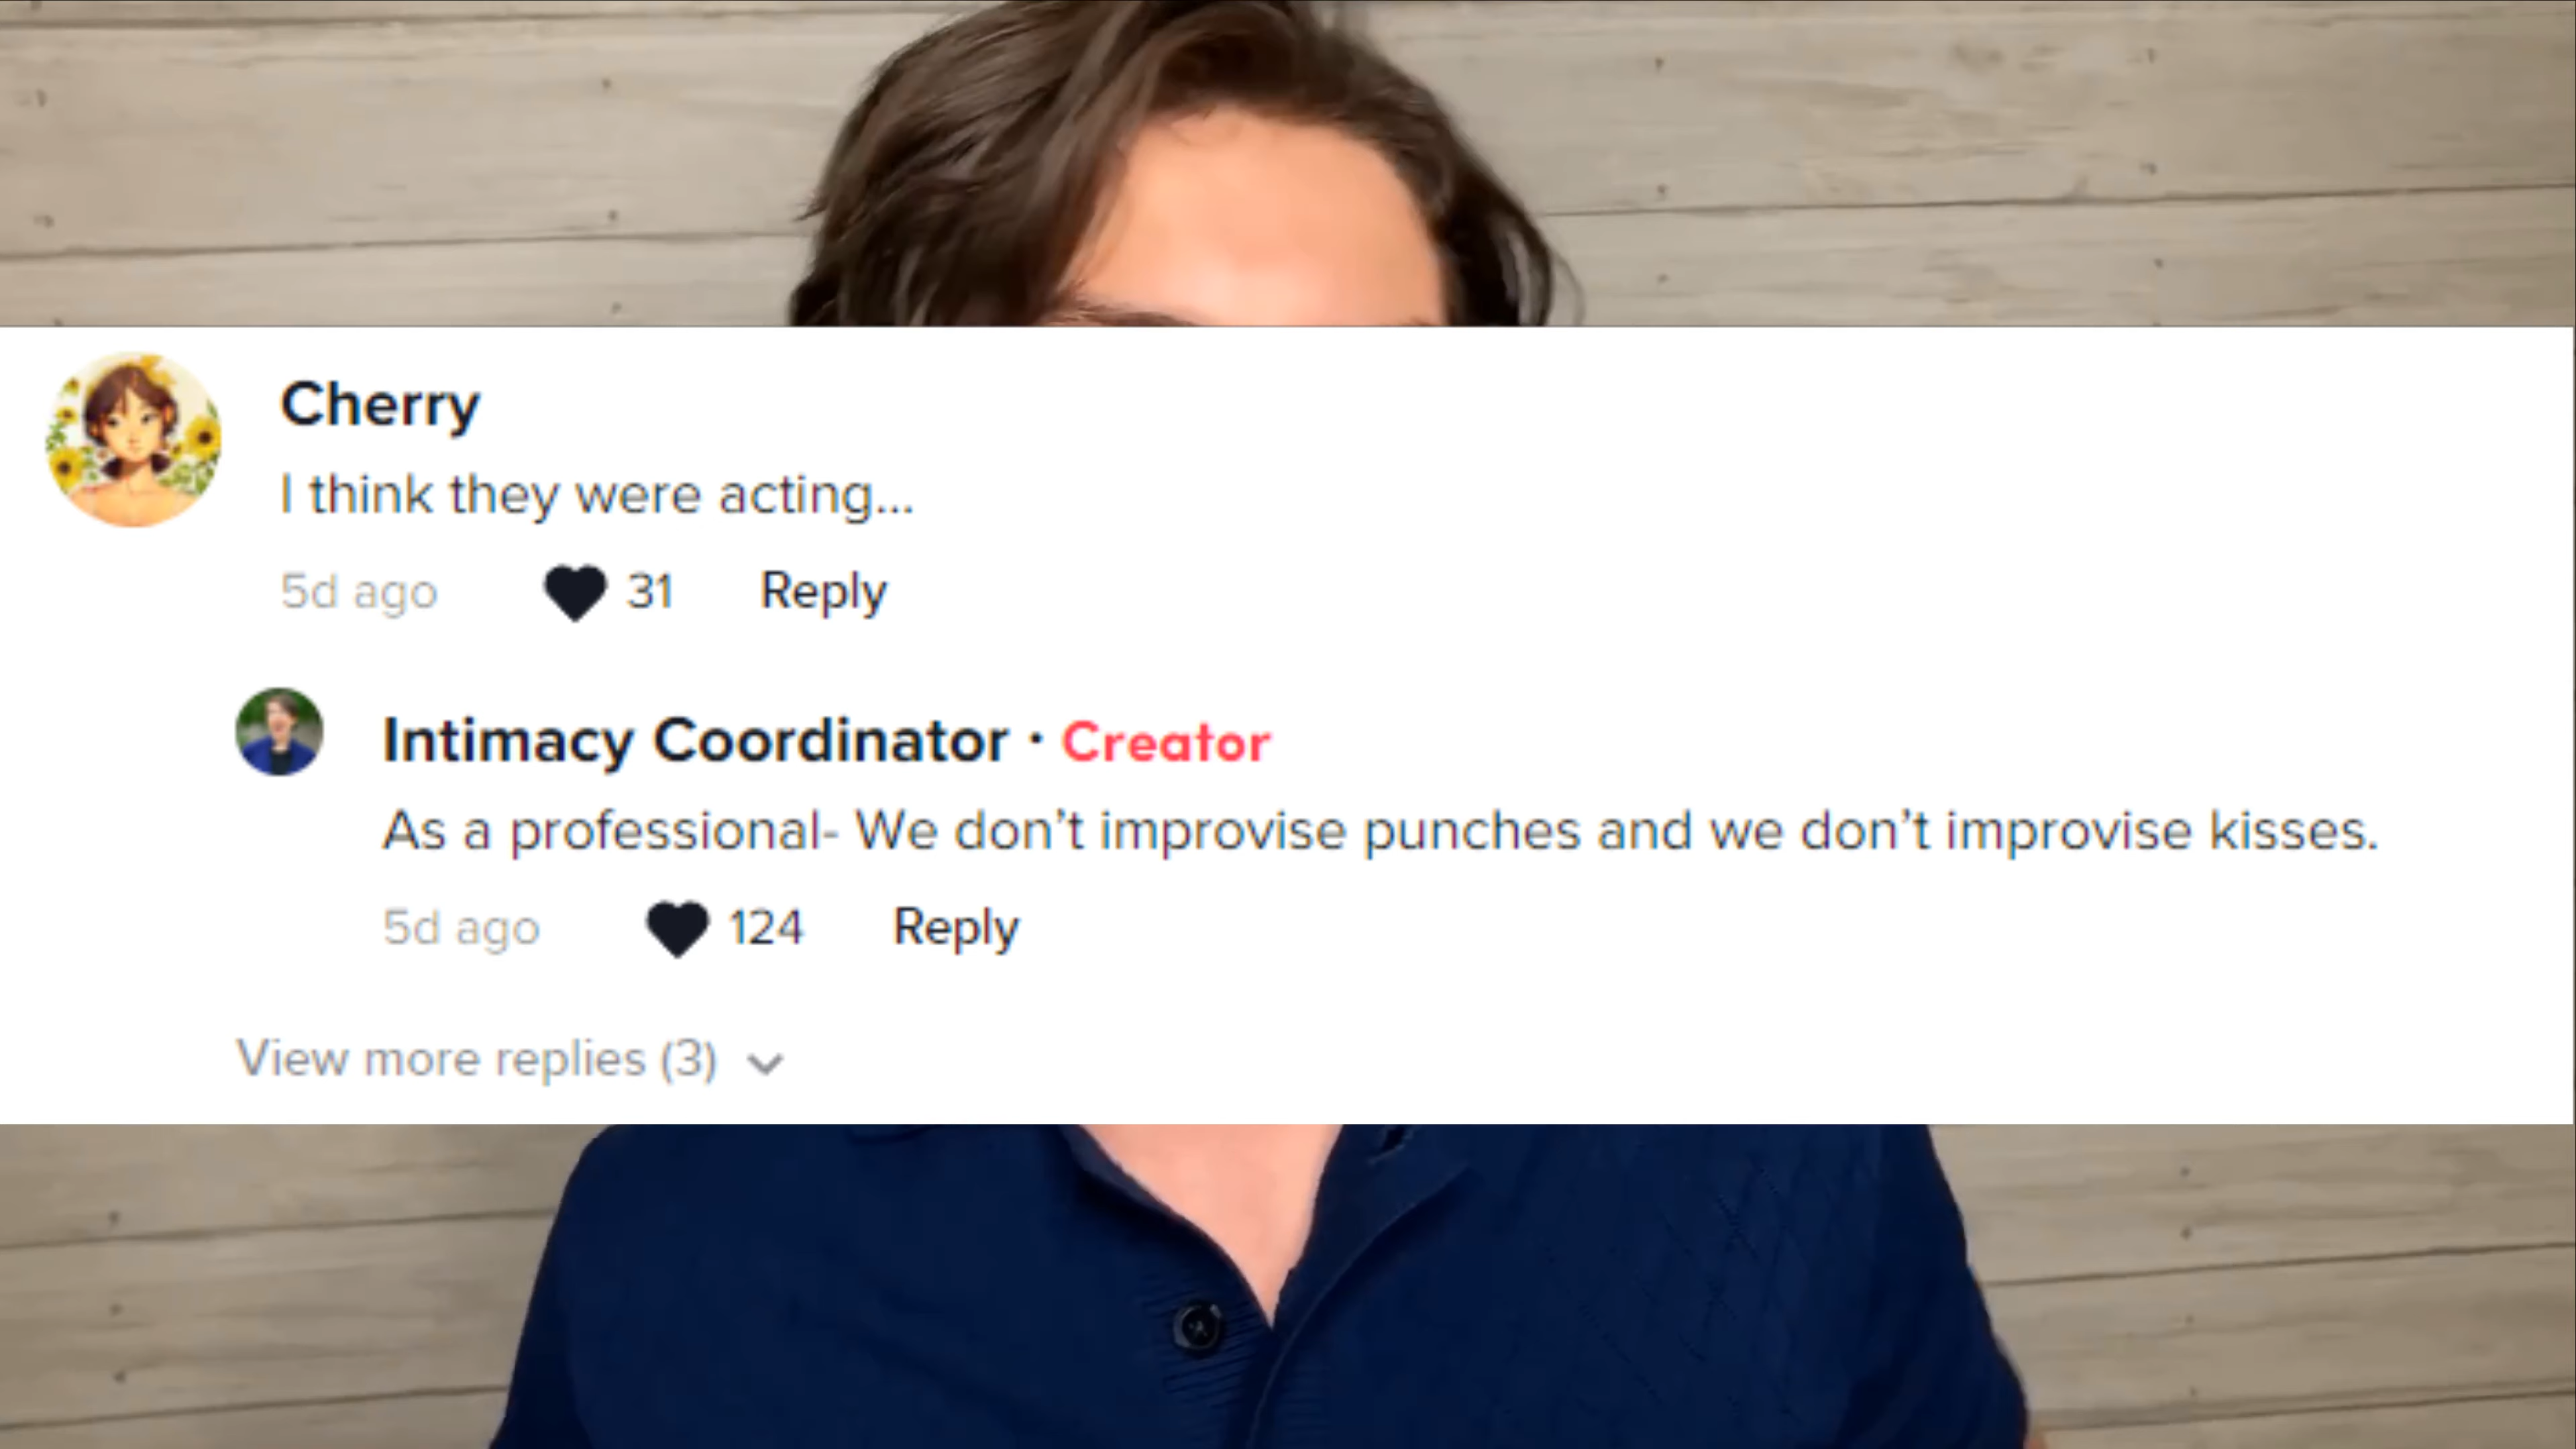 Cherry
I think they were acting...
5d ago 31 Reply
Intimacy Coordinator · Creator
As a professional- We don't improvise punches and we don't improvise kisses.
5d ago 124 Reply
View more replies (3)